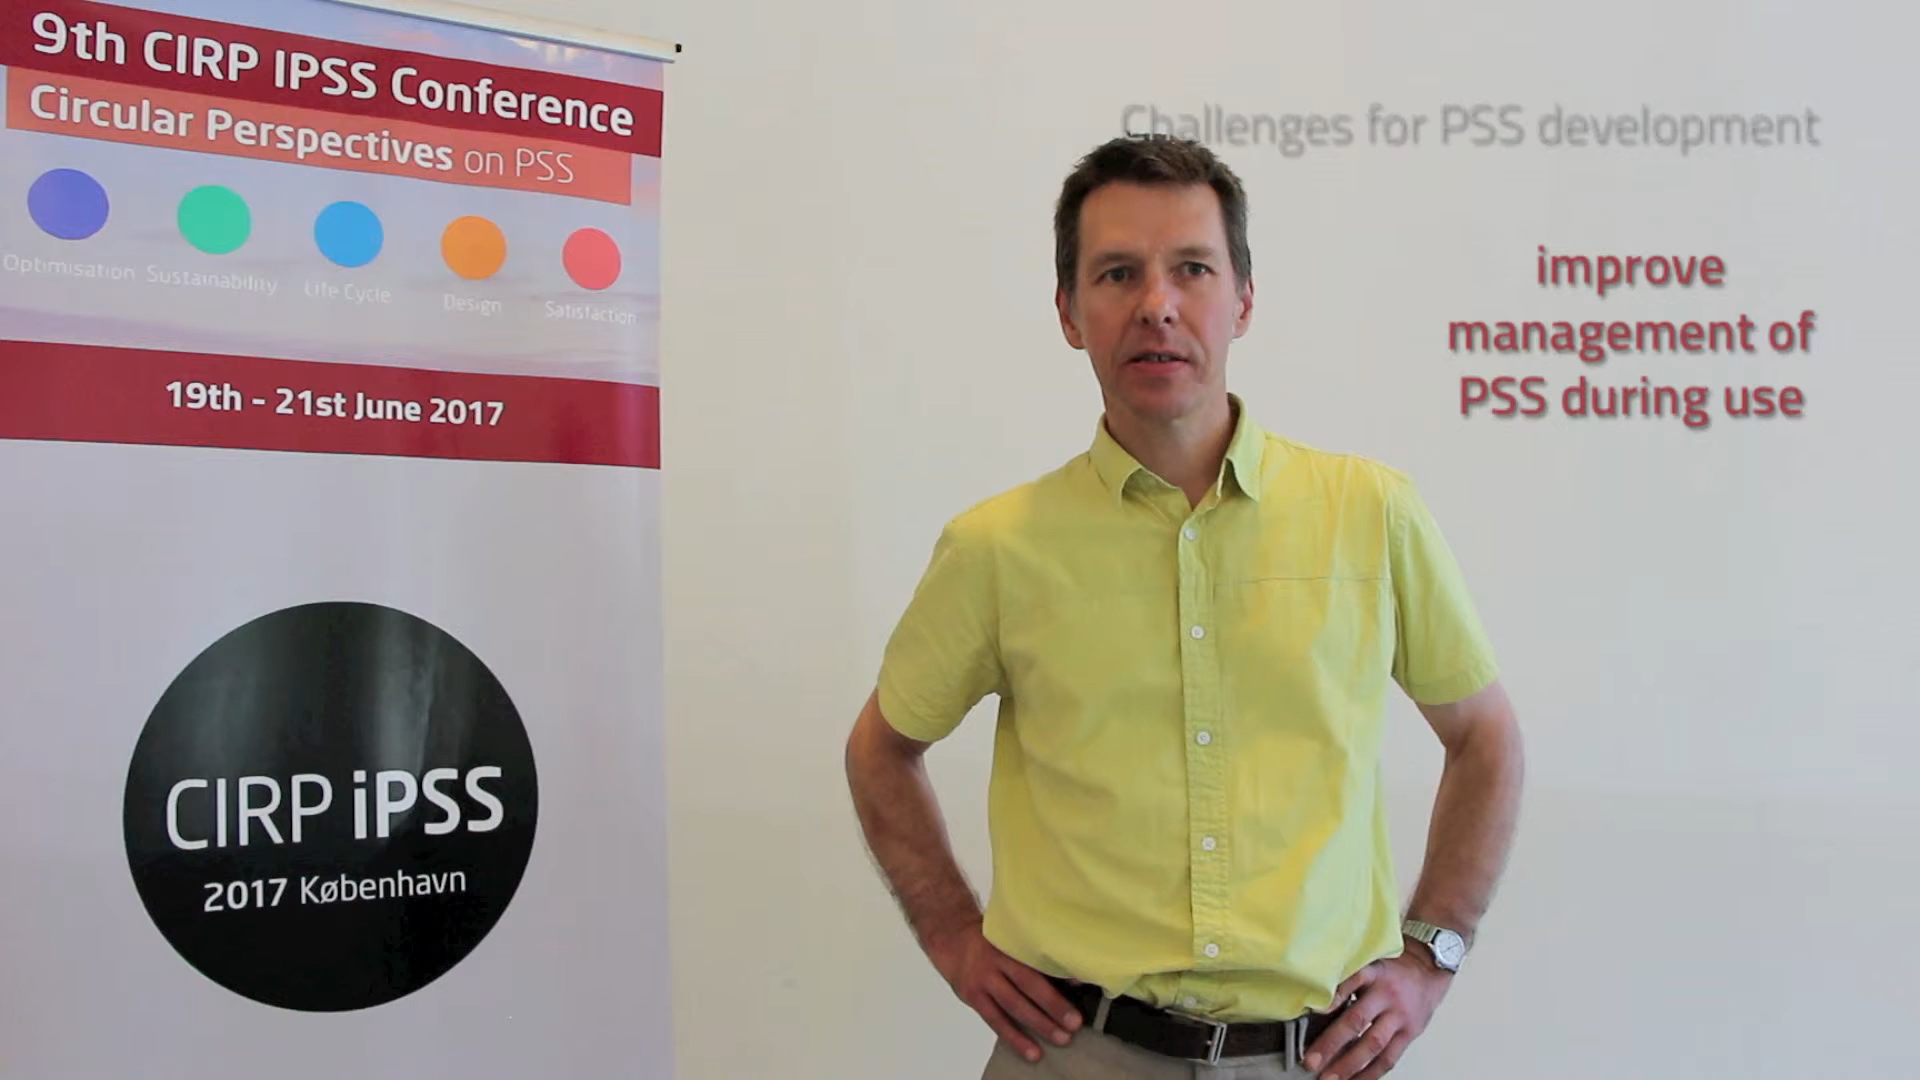 9th CIRP IPSS Conference
Circular Perspectives on PSS
Optimisation
Sustainability
Life Cycle
Design
Satisfaction
19th - 21st June 2017
CIRP iPSS
2017 København
Challenges for PSS development
improve
management of
PSS during use